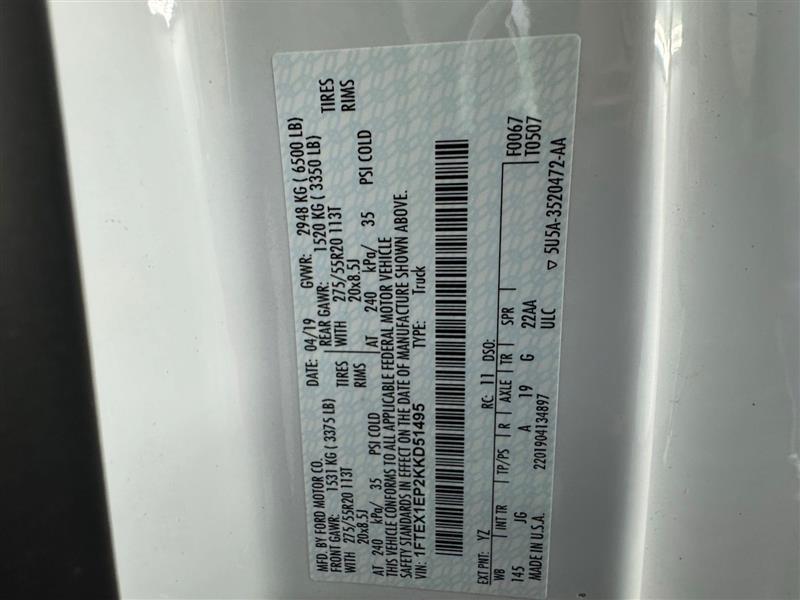 MFD. BY FORD MOTOR CO.
DATE: 04/19 GVWR: 2948 KG ( 6500 LB)
FRONT GAWR: 1531 KG ( 3375 LB) REAR GAWR: 1520 KG ( 3350 LB)
WITH 275/55R20 113T TIRES WITH 275/55R20 113T TIRES
20x8.5J RIMS 20x8.5J RIMS
AT 240 kPa/ 35 PSI COLD AT 240 kPa/ 35 PSI COLD
THIS VEHICLE CONFORMS TO ALL APPLICABLE FEDERAL MOTOR VEHICLE
SAFETY STANDARDS IN EFFECT ON THE DATE OF MANUFACTURE SHOWN ABOVE.
VIN: 1FTEX1EP2KKD51495 TYPE: Truck
EXT PNT: YZ RC: 11 DSO: F0067
T0507
WB INT TR TP/PS R AXLE TR SPR
145 JG A 19 G 22AA
MADE IN U.S.A. 2201904134897 ULC
▽ 5U5A-3520472-AA